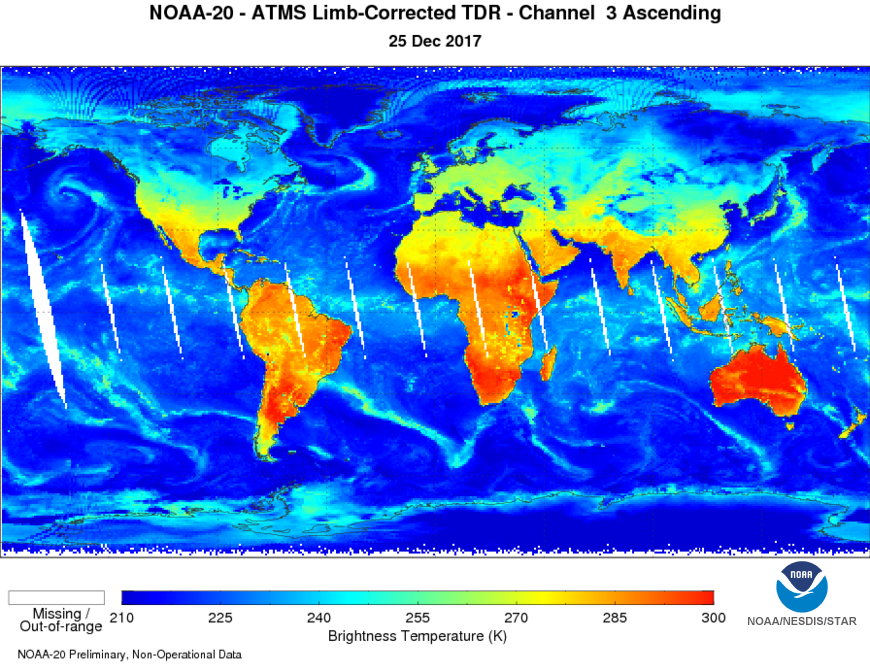 NOAA-20 - ATMS Limb-Corrected TDR - Channel 3 Ascending
25 Dec 2017
Missing /
Out-of-range
210 225 240 255 270 285 300
Brightness Temperature (K)
NOAA
NOAA/NESDIS/STAR
NOAA-20 Preliminary, Non-Operational Data